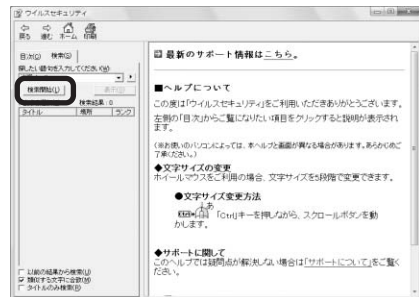 ウイルスセキュリティ
戻る 進む ホーム 印刷
目次(C) 検索(S)
探したい語句を入力してください(W)
検索開始(L) 表示(D)
検索結果: 0
タイトル 場所 ランク
以前の結果から検索(U)
類似する文字に合致(M)
タイトルのみ検索(R)
最新のサポート情報はこちら。
■ヘルプについて
この度は「ウイルスセキュリティ」をご利用いただきありがとうございます。
左側の「目次」からご覧になりたい項目をクリックすると説明が表示され
ます。
(※お使いのパソコンによっては、本ヘルプと画面が異なる場合があります。あらかじめご
了承ください。)
◆文字サイズの変更
ホイールマウスをご利用の場合、文字サイズを5段階で変更できます。
●文字サイズ変更方法
「Ctrl」キーを押しながら、スクロールボタンを動
かします。
◆サポートに関して
このヘルプでは疑問点が解決しない場合は「サポートについて」をご覧く
ださい。